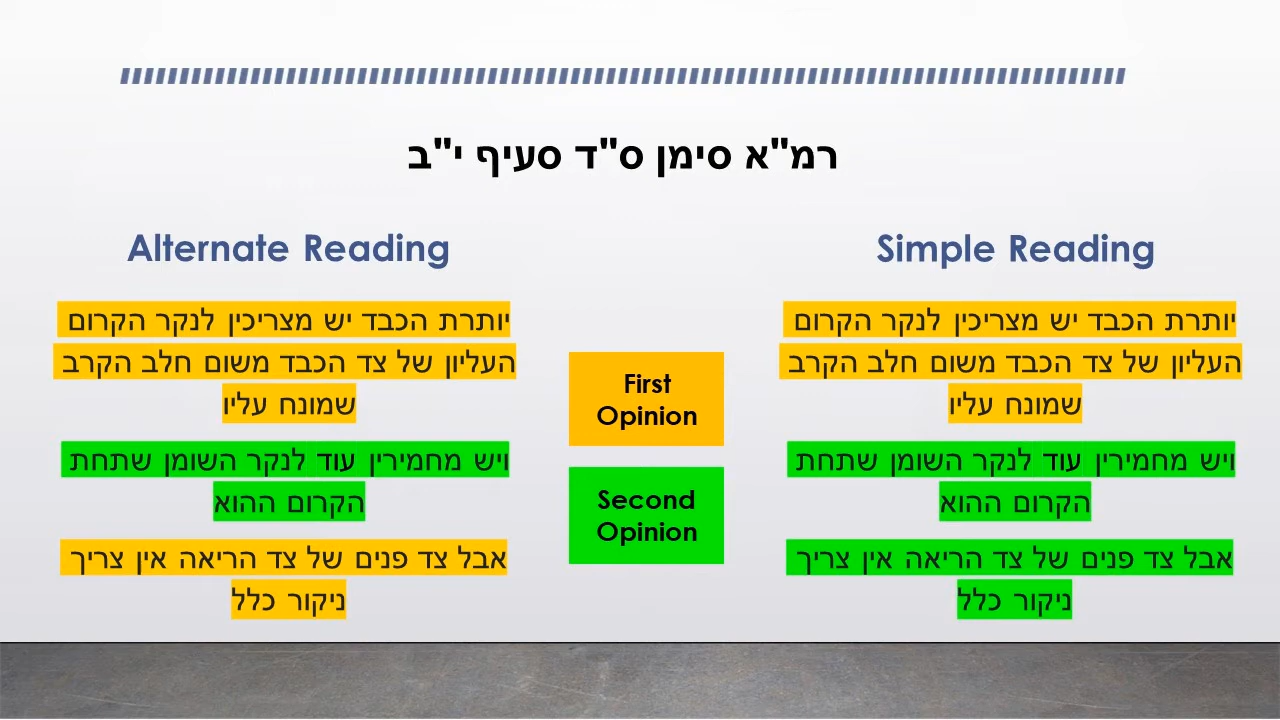 רמ"א סימן ס"ד סעיף י"ב
Alternate Reading
יותרת הכבד יש מצריכין לנקר הקרום
העליון של צד הכבד משום חלב הקרב
שמונח עליו
ויש מחמירין עוד לנקר השומן שתחת
הקרום ההוא
אבל צד פנים של צד הריאה אין צריך
ניקור כלל
First
Opinion
Second
Opinion
Simple Reading
יותרת הכבד יש מצריכין לנקר הקרום
העליון של צד הכבד משום חלב הקרב
שמונח עליו
ויש מחמירין עוד לנקר השומן שתחת
הקרום ההוא
אבל צד פנים של צד הריאה אין צריך
ניקור כלל